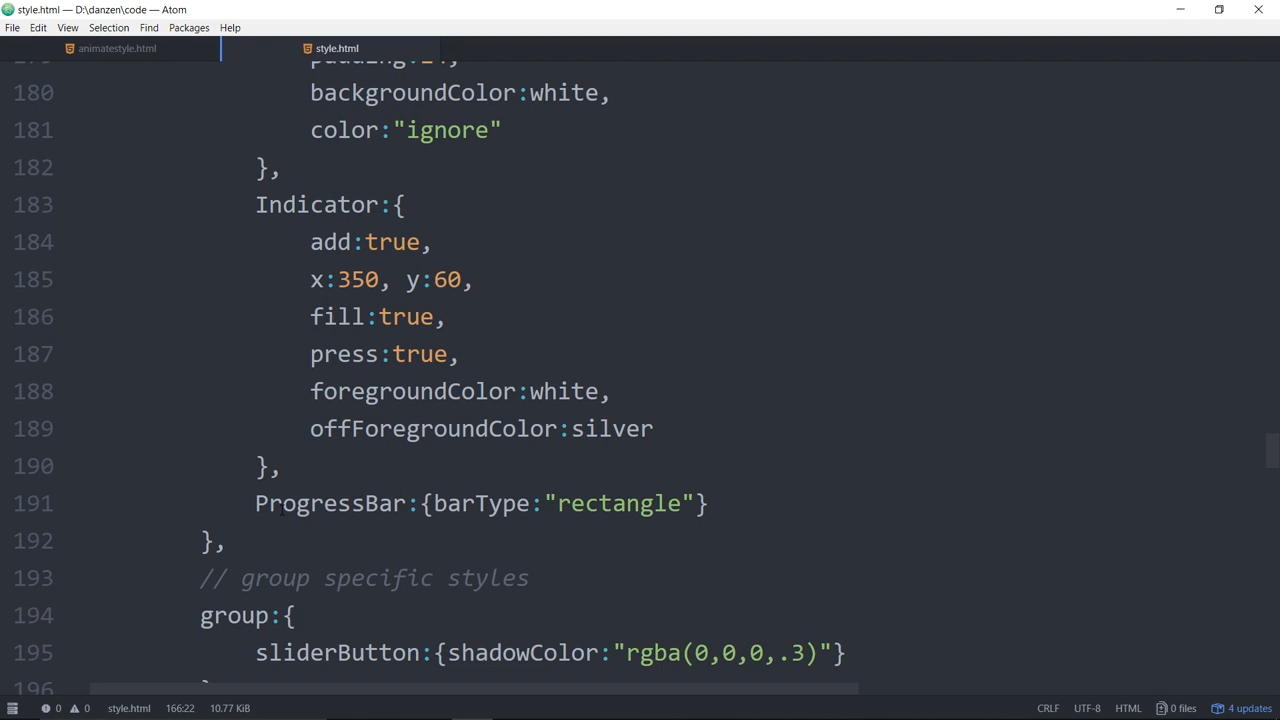 style.html — D:\danzen\code — Atom
File Edit View Selection Find Packages Help
animatestyle.html
style.html
180 backgroundColor:white,
181 color:"ignore"
182 },
183 Indicator:{
184 add:true,
185 x:350, y:60,
186 fill:true,
187 press:true,
188 foregroundColor:white,
189 offForegroundColor:silver
190 },
191 ProgressBar:{barType:"rectangle"}
192 },
193 // group specific styles
194 group:{
195 sliderButton:{shadowColor:"rgba(0,0,0,.3)"}
196
0 0 style.html 166:22 10.77 KiB CRLF UTF-8 HTML 0 files 4 updates